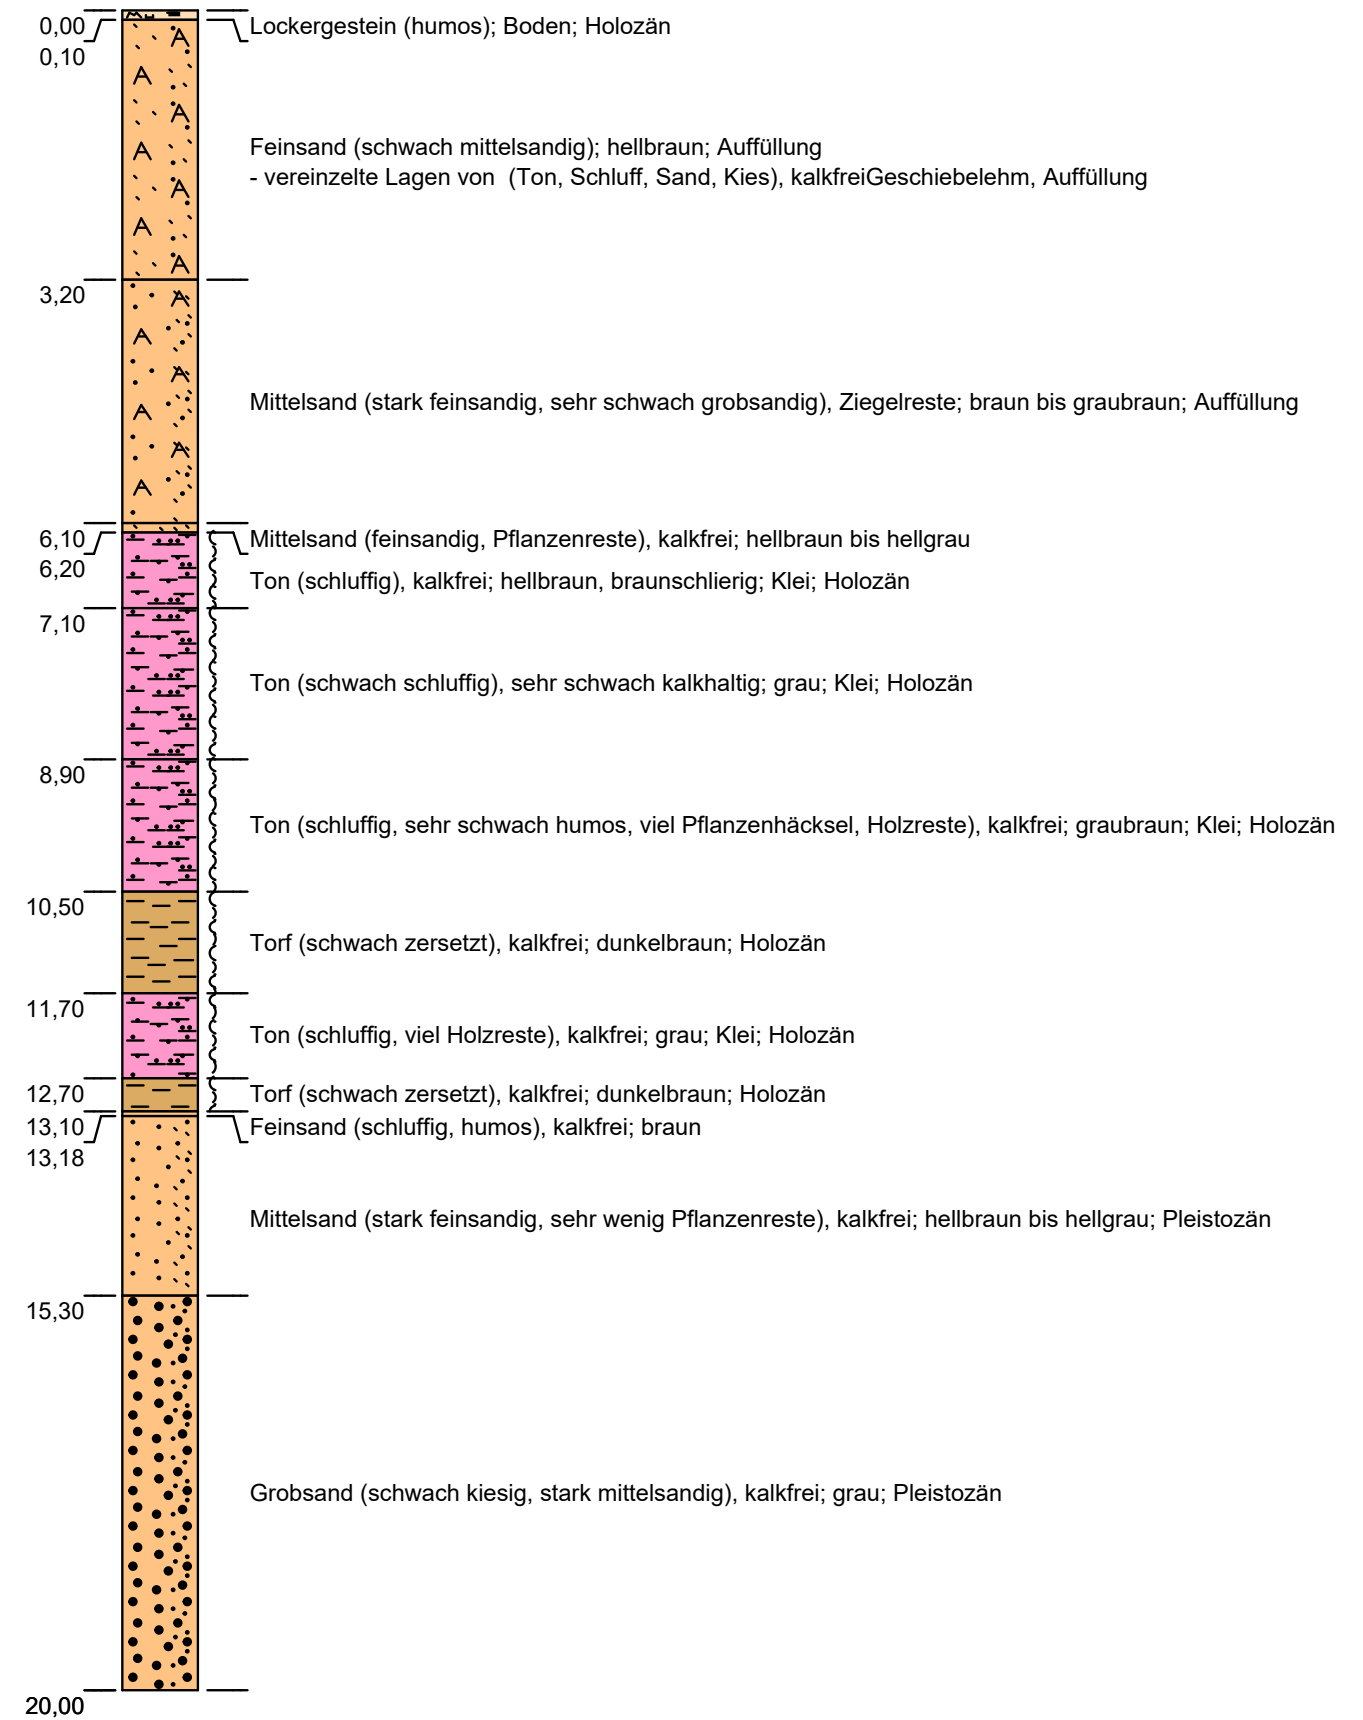 0,00 Lockergestein (humos); Boden; Holozän
0,10
Feinsand (schwach mittelsandig); hellbraun; Auffüllung
- vereinzelte Lagen von  (Ton, Schluff, Sand, Kies), kalkfreiGeschiebelehm, Auffüllung
3,20
Mittelsand (stark feinsandig, sehr schwach grobsandig), Ziegelreste; braun bis graubraun; Auffüllung
6,10 Mittelsand (feinsandig, Pflanzenreste), kalkfrei; hellbraun bis hellgrau
6,20
Ton (schluffig), kalkfrei; hellbraun, braunschlierig; Klei; Holozän
7,10
Ton (schwach schluffig), sehr schwach kalkhaltig; grau; Klei; Holozän
8,90
Ton (schluffig, sehr schwach humos, viel Pflanzenhäcksel, Holzreste), kalkfrei; graubraun; Klei; Holozän
10,50
Torf (schwach zersetzt), kalkfrei; dunkelbraun; Holozän
11,70
Ton (schluffig, viel Holzreste), kalkfrei; grau; Klei; Holozän
12,70 Torf (schwach zersetzt), kalkfrei; dunkelbraun; Holozän
13,10 Feinsand (schluffig, humos), kalkfrei; braun
13,18
Mittelsand (stark feinsandig, sehr wenig Pflanzenreste), kalkfrei; hellbraun bis hellgrau; Pleistozän
15,30
Grobsand (schwach kiesig, stark mittelsandig), kalkfrei; grau; Pleistozän
20,00